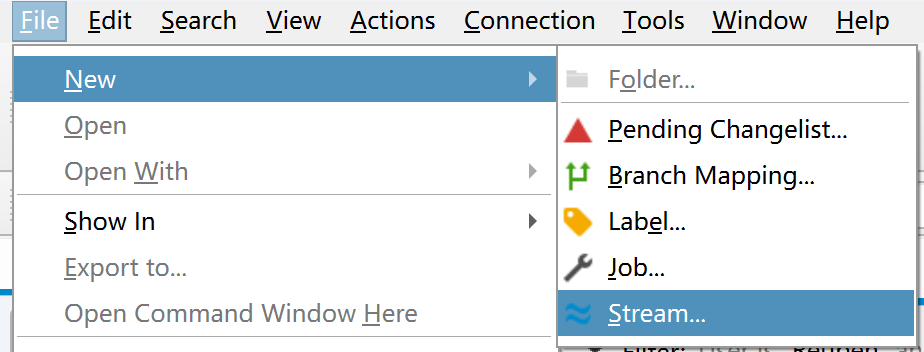 File Edit Search View Actions Connection Tools Window Help
New
Open
Open With
Show In
Export to...
Open Command Window Here
Folder...
Pending Changelist...
Branch Mapping...
Label...
Job...
Stream...